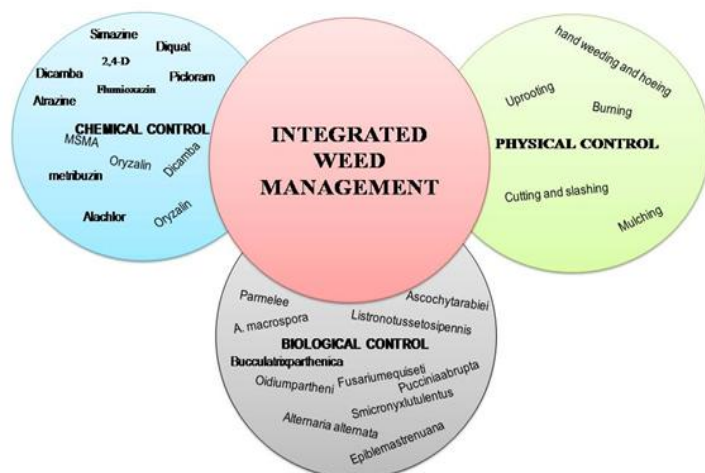 Simazine
Diquat
2,4-D
Dicamba
Picloram
Flumioxazin
Atrazine
CHEMICAL CONTROL
MSMA
Oryzalin
Dicamba
metribuzin
Alachlor
Oryzalin
INTEGRATED
WEED
MANAGEMENT
hand weeding and hoeing
Uprooting
Burning
PHYSICAL CONTROL
Cutting and slashing
Mulching
Parmelee
Ascochytarabiei
A. macrospora
Listronotussetosipennis
BIOLOGICAL CONTROL
Bucculatrixparthenica
Oidiumpartheni
Fusariumequiseti
Pucciniaabrupta
Smicronyxlutulentus
Alternaria alternata
Epiblemastrenuana